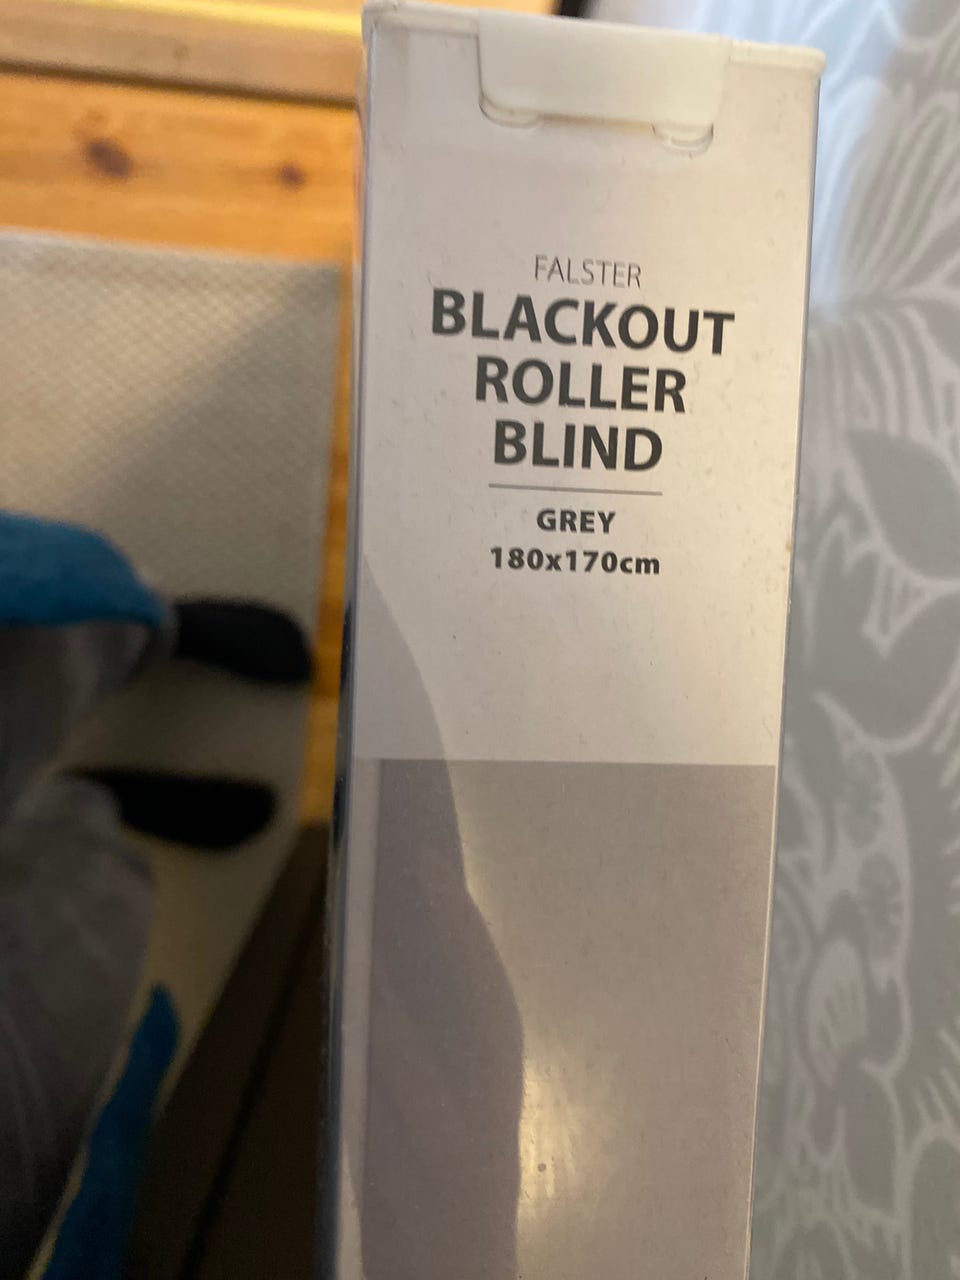 FALSTER
BLACKOUT
ROLLER
BLIND
GREY
180x170cm